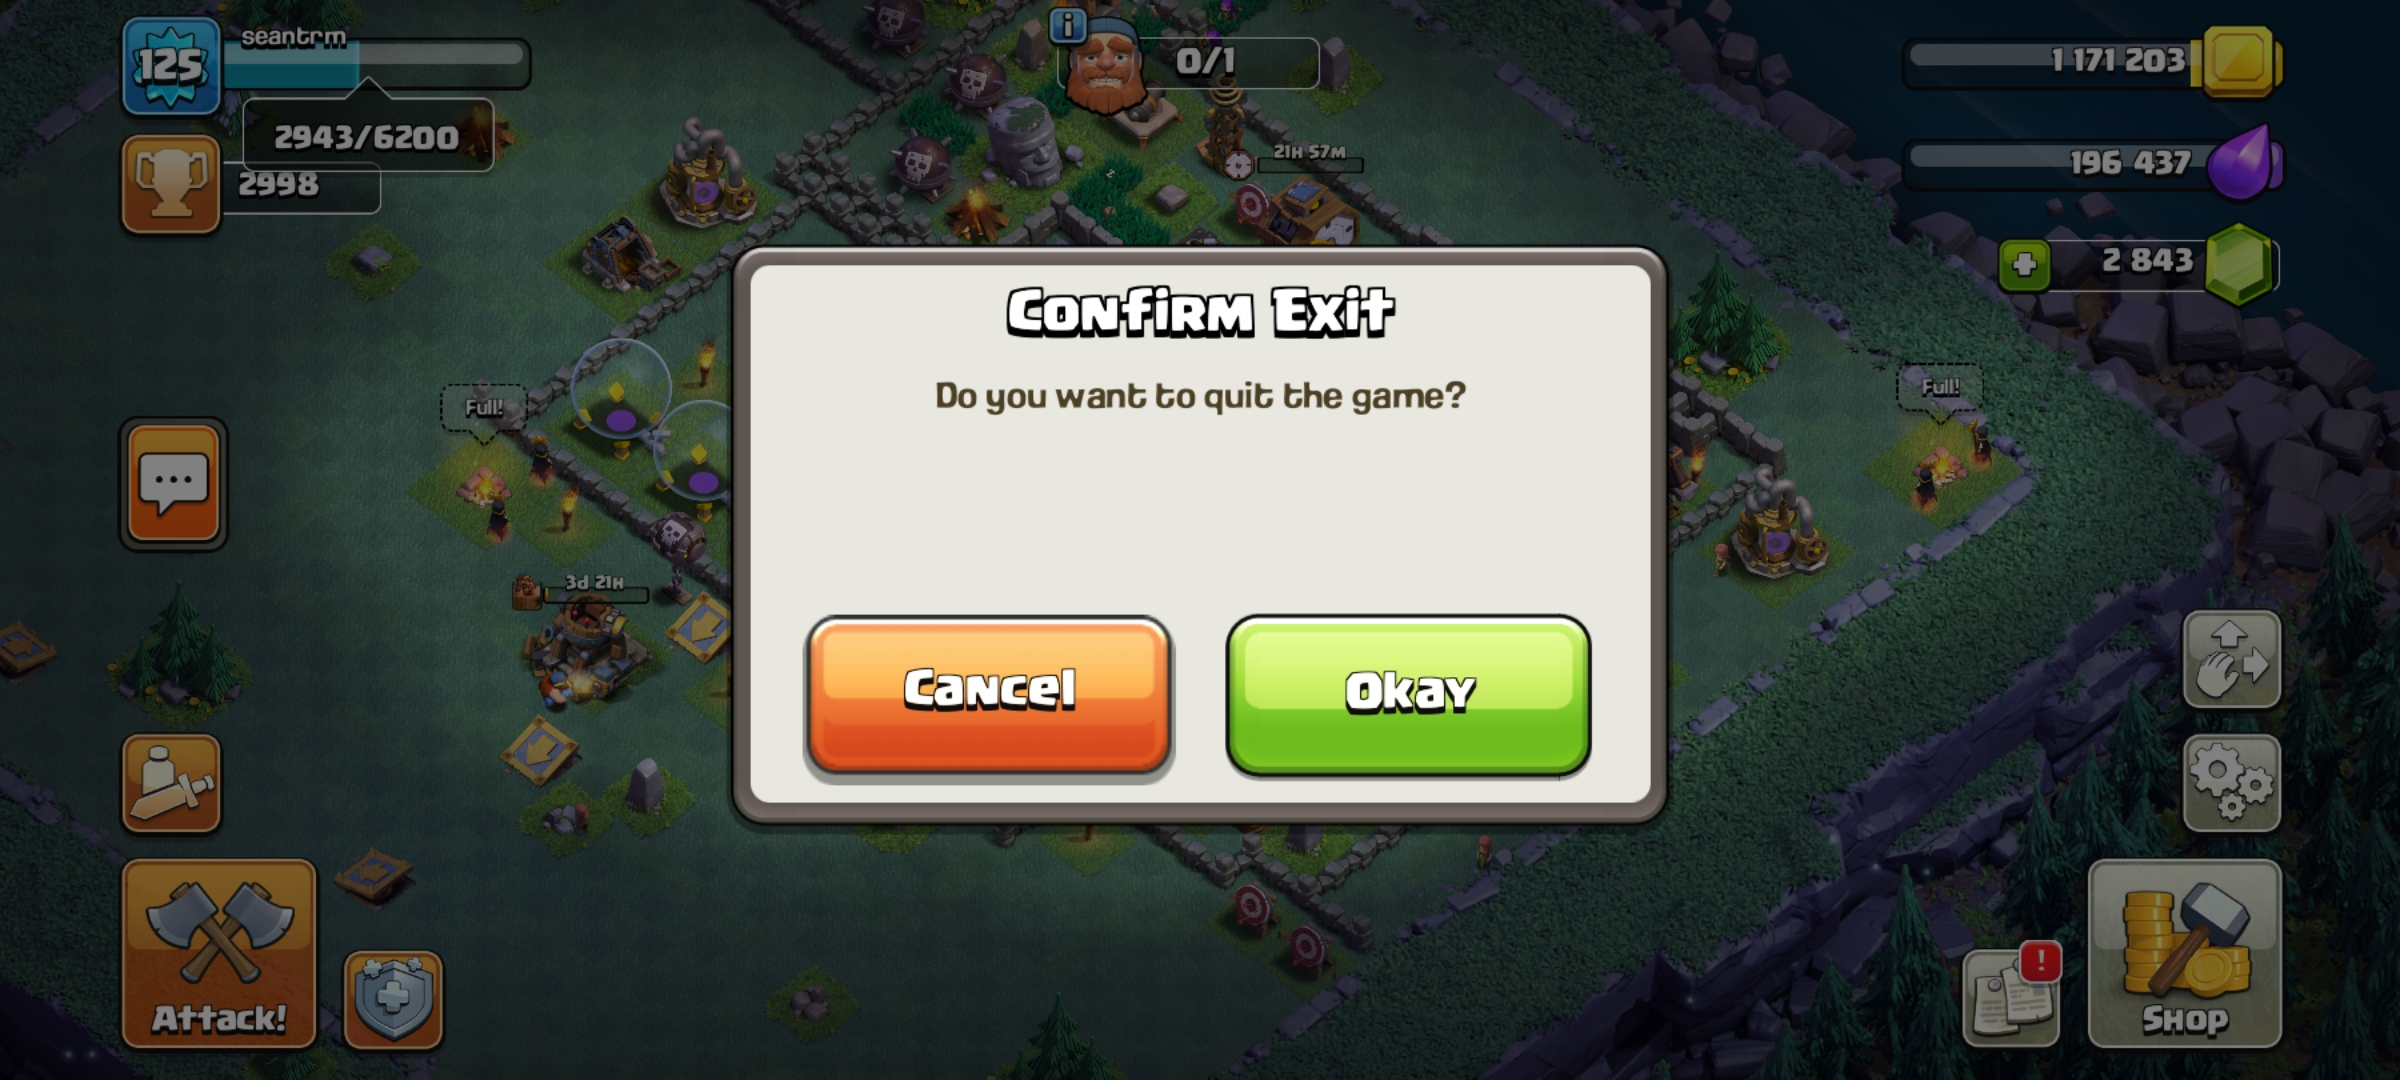 125
seantrm
2943/6200
2998
i
0/1
1 171 203
196 437
2 843
21H 57M
Full!
Full!
3d 21H
Confirm Exit
Do you want to quit the game?
Cancel
Okay
Attack!
!
Shop